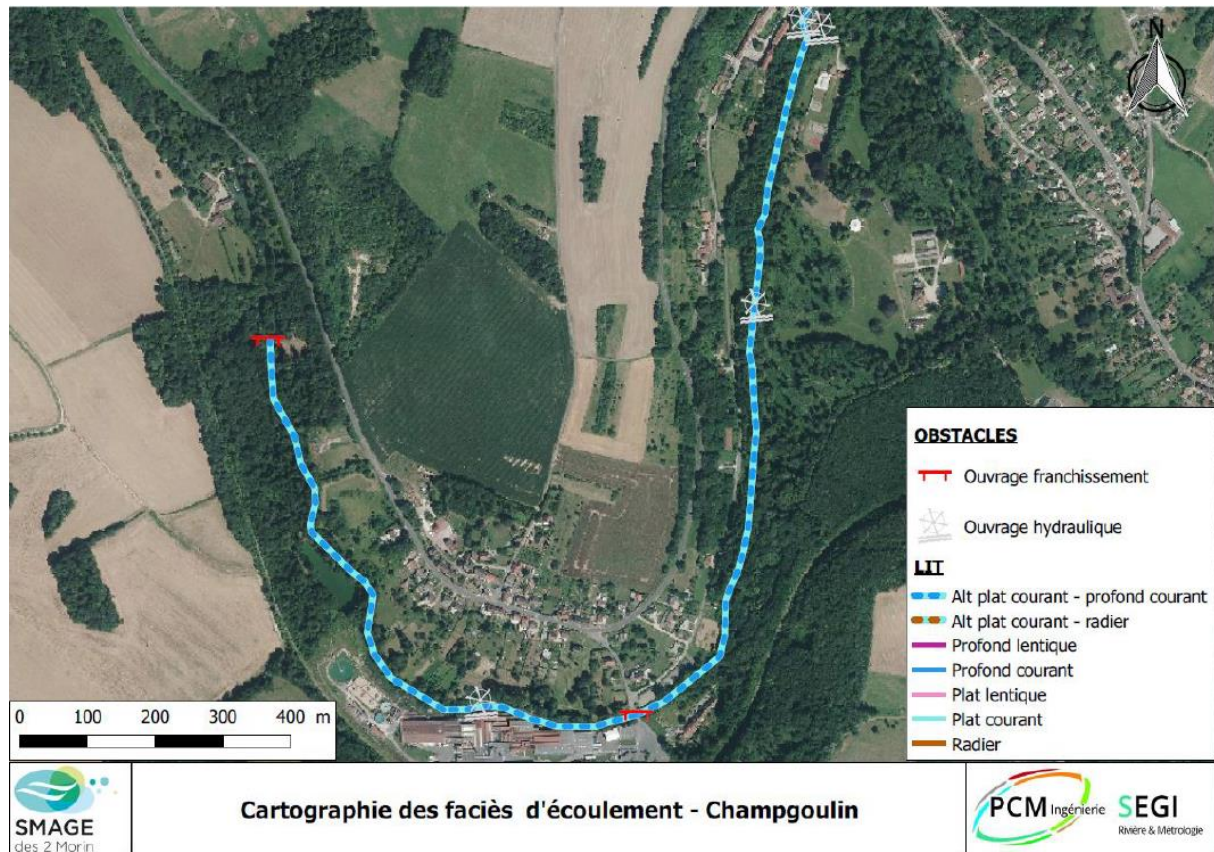 N
OBSTACLES
Ouvrage franchissement
Ouvrage hydraulique
LIT
Alt plat courant - profond courant
Alt plat courant - radier
Profond lentique
Profond courant
Plat lentique
Plat courant
Radier
0 100 200 300 400 m
SMAGE
des 2 Morin
Cartographie des faciès d'écoulement - Champgoulin
PCM Ingénierie
SEGI
Rivière & Métrologie